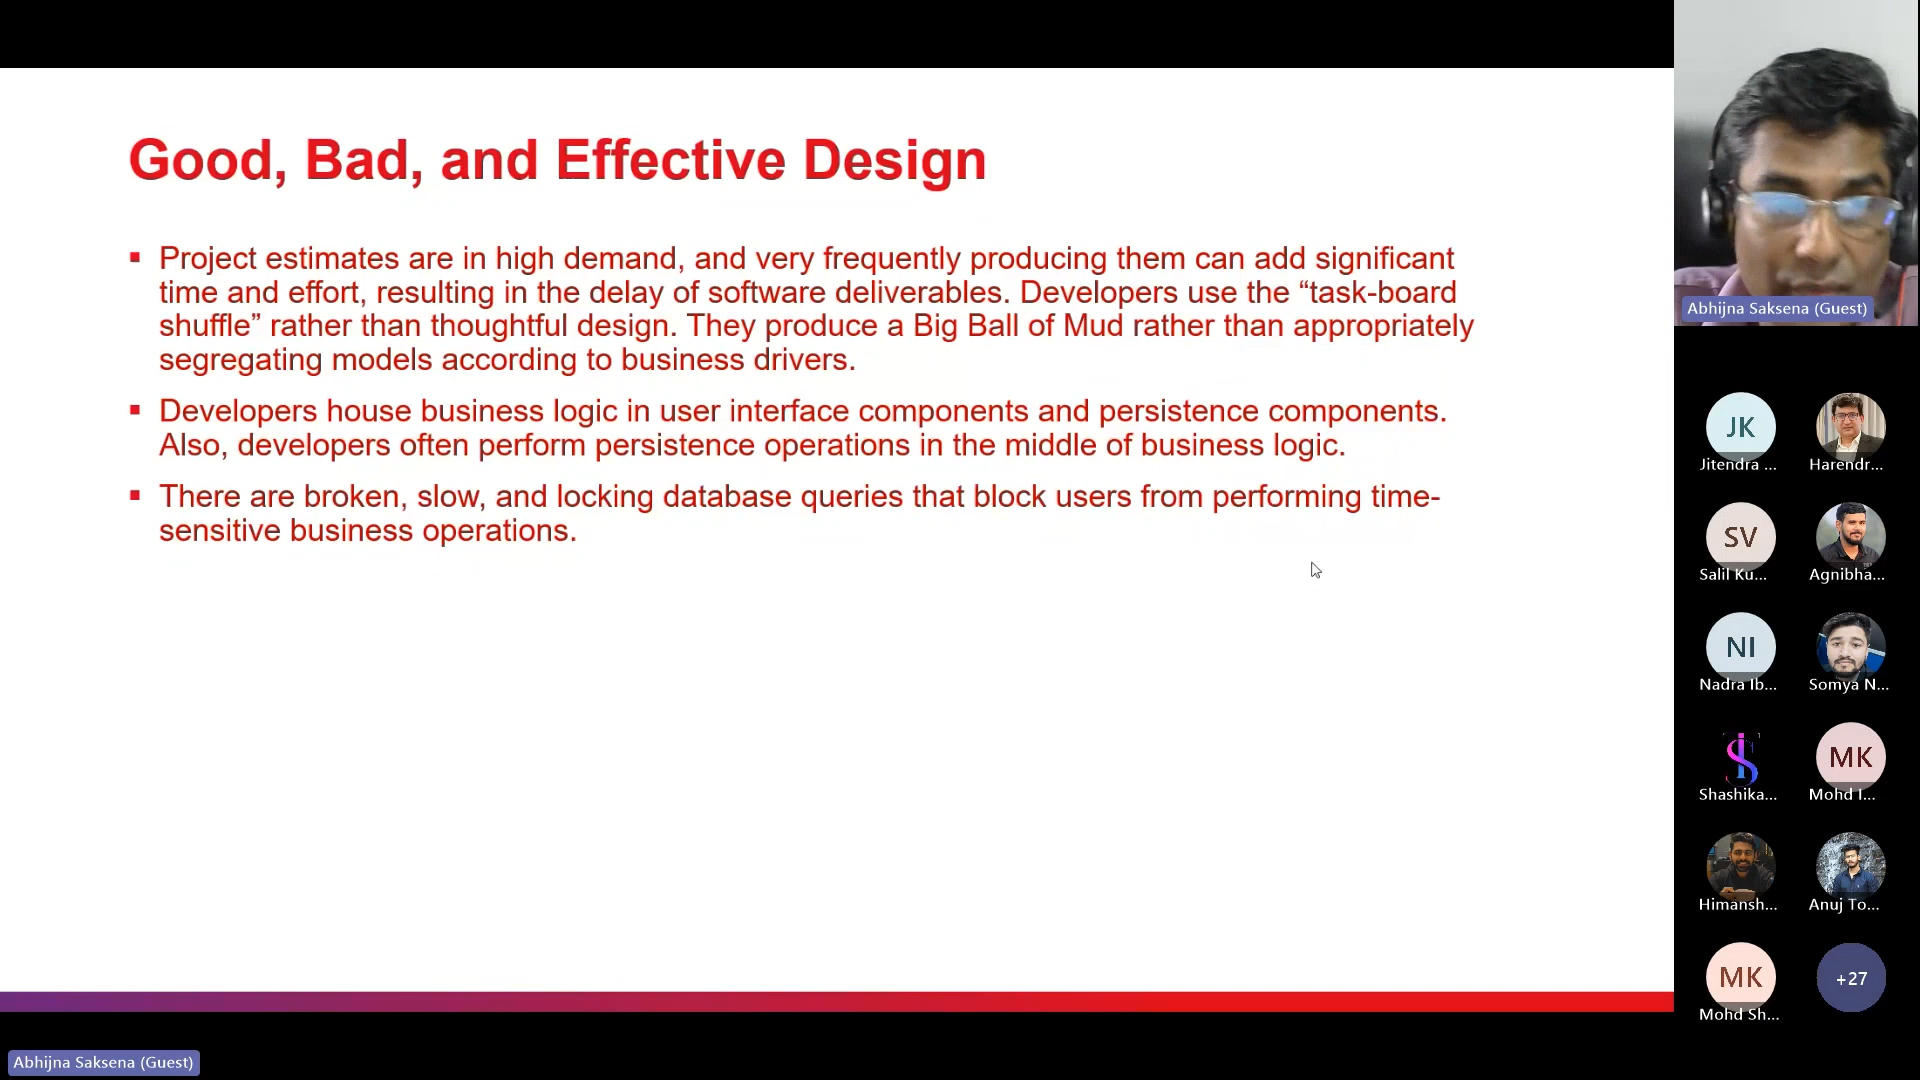 Good, Bad, and Effective Design
▪ Project estimates are in high demand, and very frequently producing them can add significant
time and effort, resulting in the delay of software deliverables. Developers use the “task-board
shuffle” rather than thoughtful design. They produce a Big Ball of Mud rather than appropriately
segregating models according to business drivers.
▪ Developers house business logic in user interface components and persistence components.
Also, developers often perform persistence operations in the middle of business logic.
▪ There are broken, slow, and locking database queries that block users from performing time-
sensitive business operations.
Abhijna Saksena (Guest)
JK
Jitendra ...
Harendr...
SV
Salil Ku...
Agnibha...
NI
Nadra Ib...
Somya N...
Shashika...
MK
Mohd I...
Himansh...
Anuj To...
MK
Mohd Sh...
+27
Abhijna Saksena (Guest)